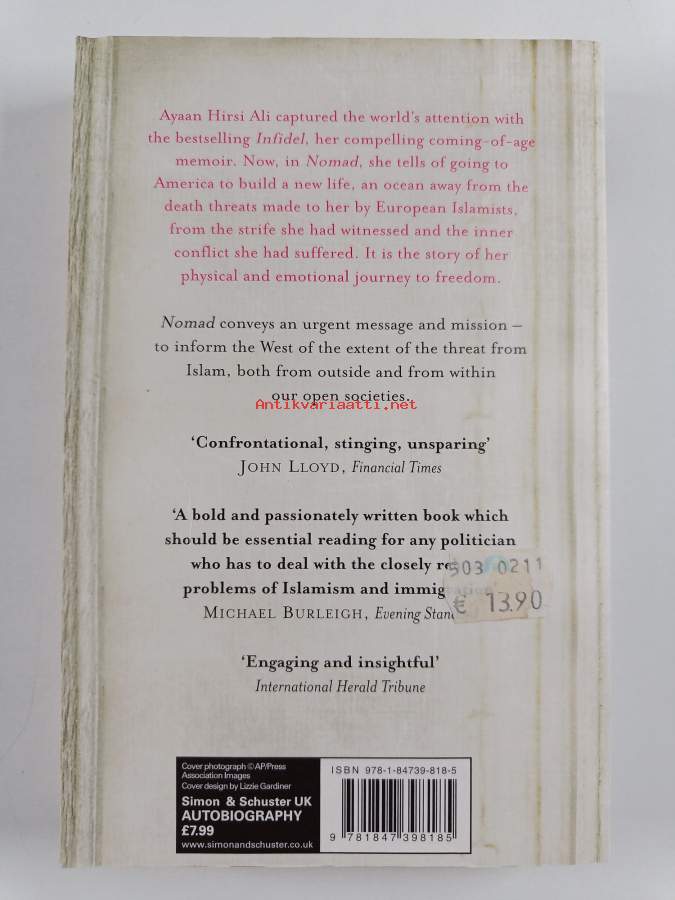 Ayaan Hirsi Ali captured the world's attention with
the bestselling Infidel, her compelling coming-of-age
memoir. Now, in Nomad, she tells of going to
America to build a new life, an ocean away from the
death threats made to her by European Islamists,
from the strife she had witnessed and the inner
conflict she had suffered. It is the story of her
physical and emotional journey to freedom.
Nomad conveys an urgent message and mission –
to inform the West of the extent of the threat from
Islam, both from outside and from within
our open societies.
Antikvariaatti.net
‘Confrontational, stinging, unsparing’
JOHN LLOYD, Financial Times
‘A bold and passionately written book which
should be essential reading for any politician
who has to deal with the closely
problems of Islamism and
MICHAEL BURLEIGH, Evening
503 0211
€ 13.90
‘Engaging and insightful’
International Herald Tribune
Cover photograph © AP/Press
Association Images
Cover design by Lizzie Gardiner
Simon & Schuster UK
AUTOBIOGRAPHY
£7.99
www.simonandschuster.co.uk
ISBN 978-1-84739-818-5
9 781847 398185